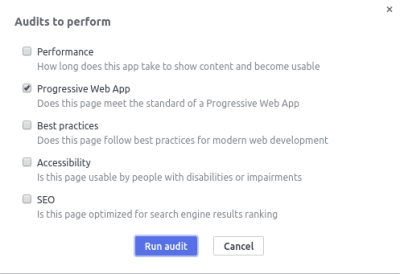 Audits to perform
Performance
How long does this app take to show content and become usable
Progressive Web App
Does this page meet the standard of a Progressive Web App
Best practices
Does this page follow best practices for modern web development
Accessibility
Is this page usable by people with disabilities or impairments
SEO
Is this page optimized for search engine results ranking
Run audit Cancel